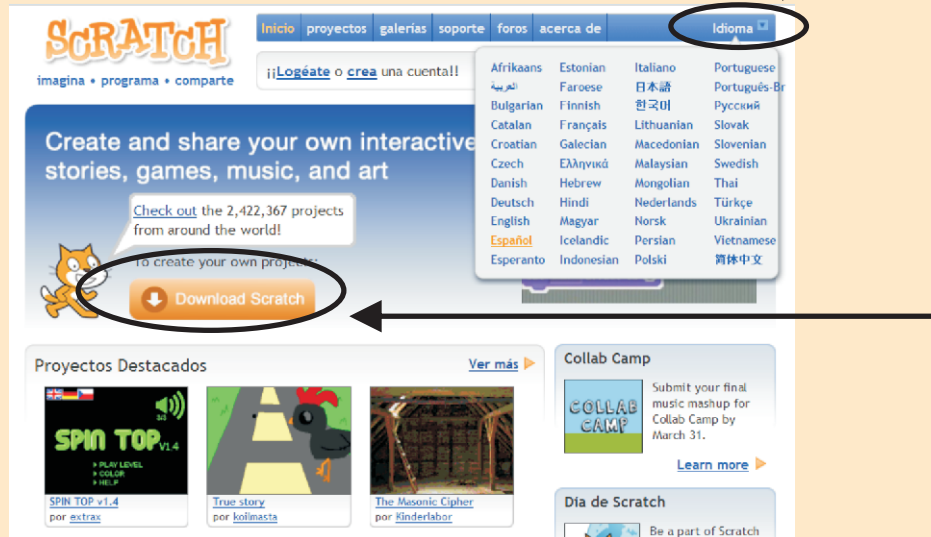 SCRATCH
imagina • programa • comparte
Inicio proyectos galerías soporte foros acerca de Idioma
¡¡Logéate o crea una cuenta!!
Afrikaans Estonian Italiano Portuguese
العربية Faroese 日本語 Português-Br
Bulgarian Finnish 한국어 Русский
Catalan Français Lithuanian Slovak
Croatian Galecian Macedonian Slovenian
Czech Ελληνικά Malaysian Swedish
Danish Hebrew Mongolian Thai
Deutsch Hindi Nederlands Türkçe
English Magyar Norsk Ukrainian
Español Icelandic Persian Vietnamese
Esperanto Indonesian Polski 简体中文
Create and share your own interactive
stories, games, music, and art
Check out the 2,422,367 projects
from around the world!
To create your own projects:
Download Scratch
Proyectos Destacados Ver más
SPIN TOP V1.4
3/3
PLAY LEVEL
COLOR
HELP
SPIN TOP v1.4
por extrax
True story
por koilmasta
The Masonic Cipher
por Kinderlabor
Collab Camp
COLLAB
CAMP
Submit your final
music mashup for
Collab Camp by
March 31.
Learn more
Dia de Scratch
Be a part of Scratch